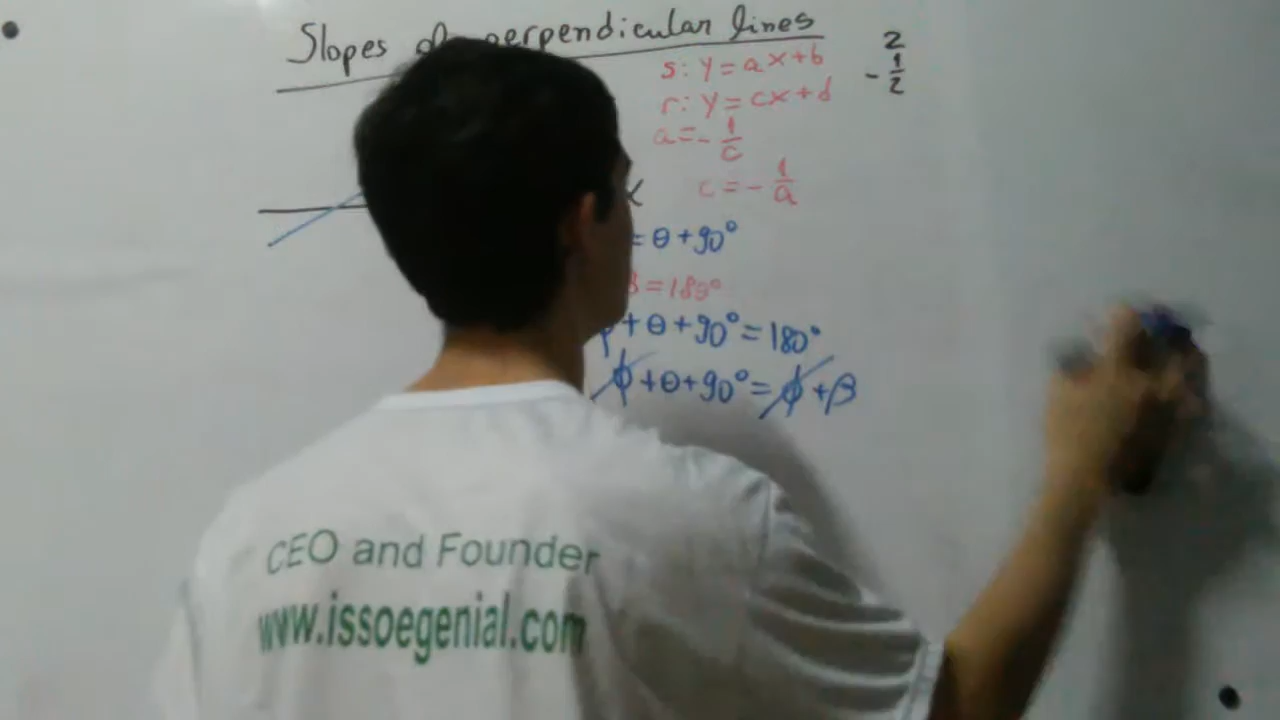 Slopes of perpendicular lines
s: y = ax + b
r: y = cx + d
a = - 1/c
c = - 1/a
2
- 1/2
= θ + 90°
= 180°
+ θ + 90° = 180°
ϕ + θ + 90° = ϕ + β
CEO and Founder
www.issoegenial.com